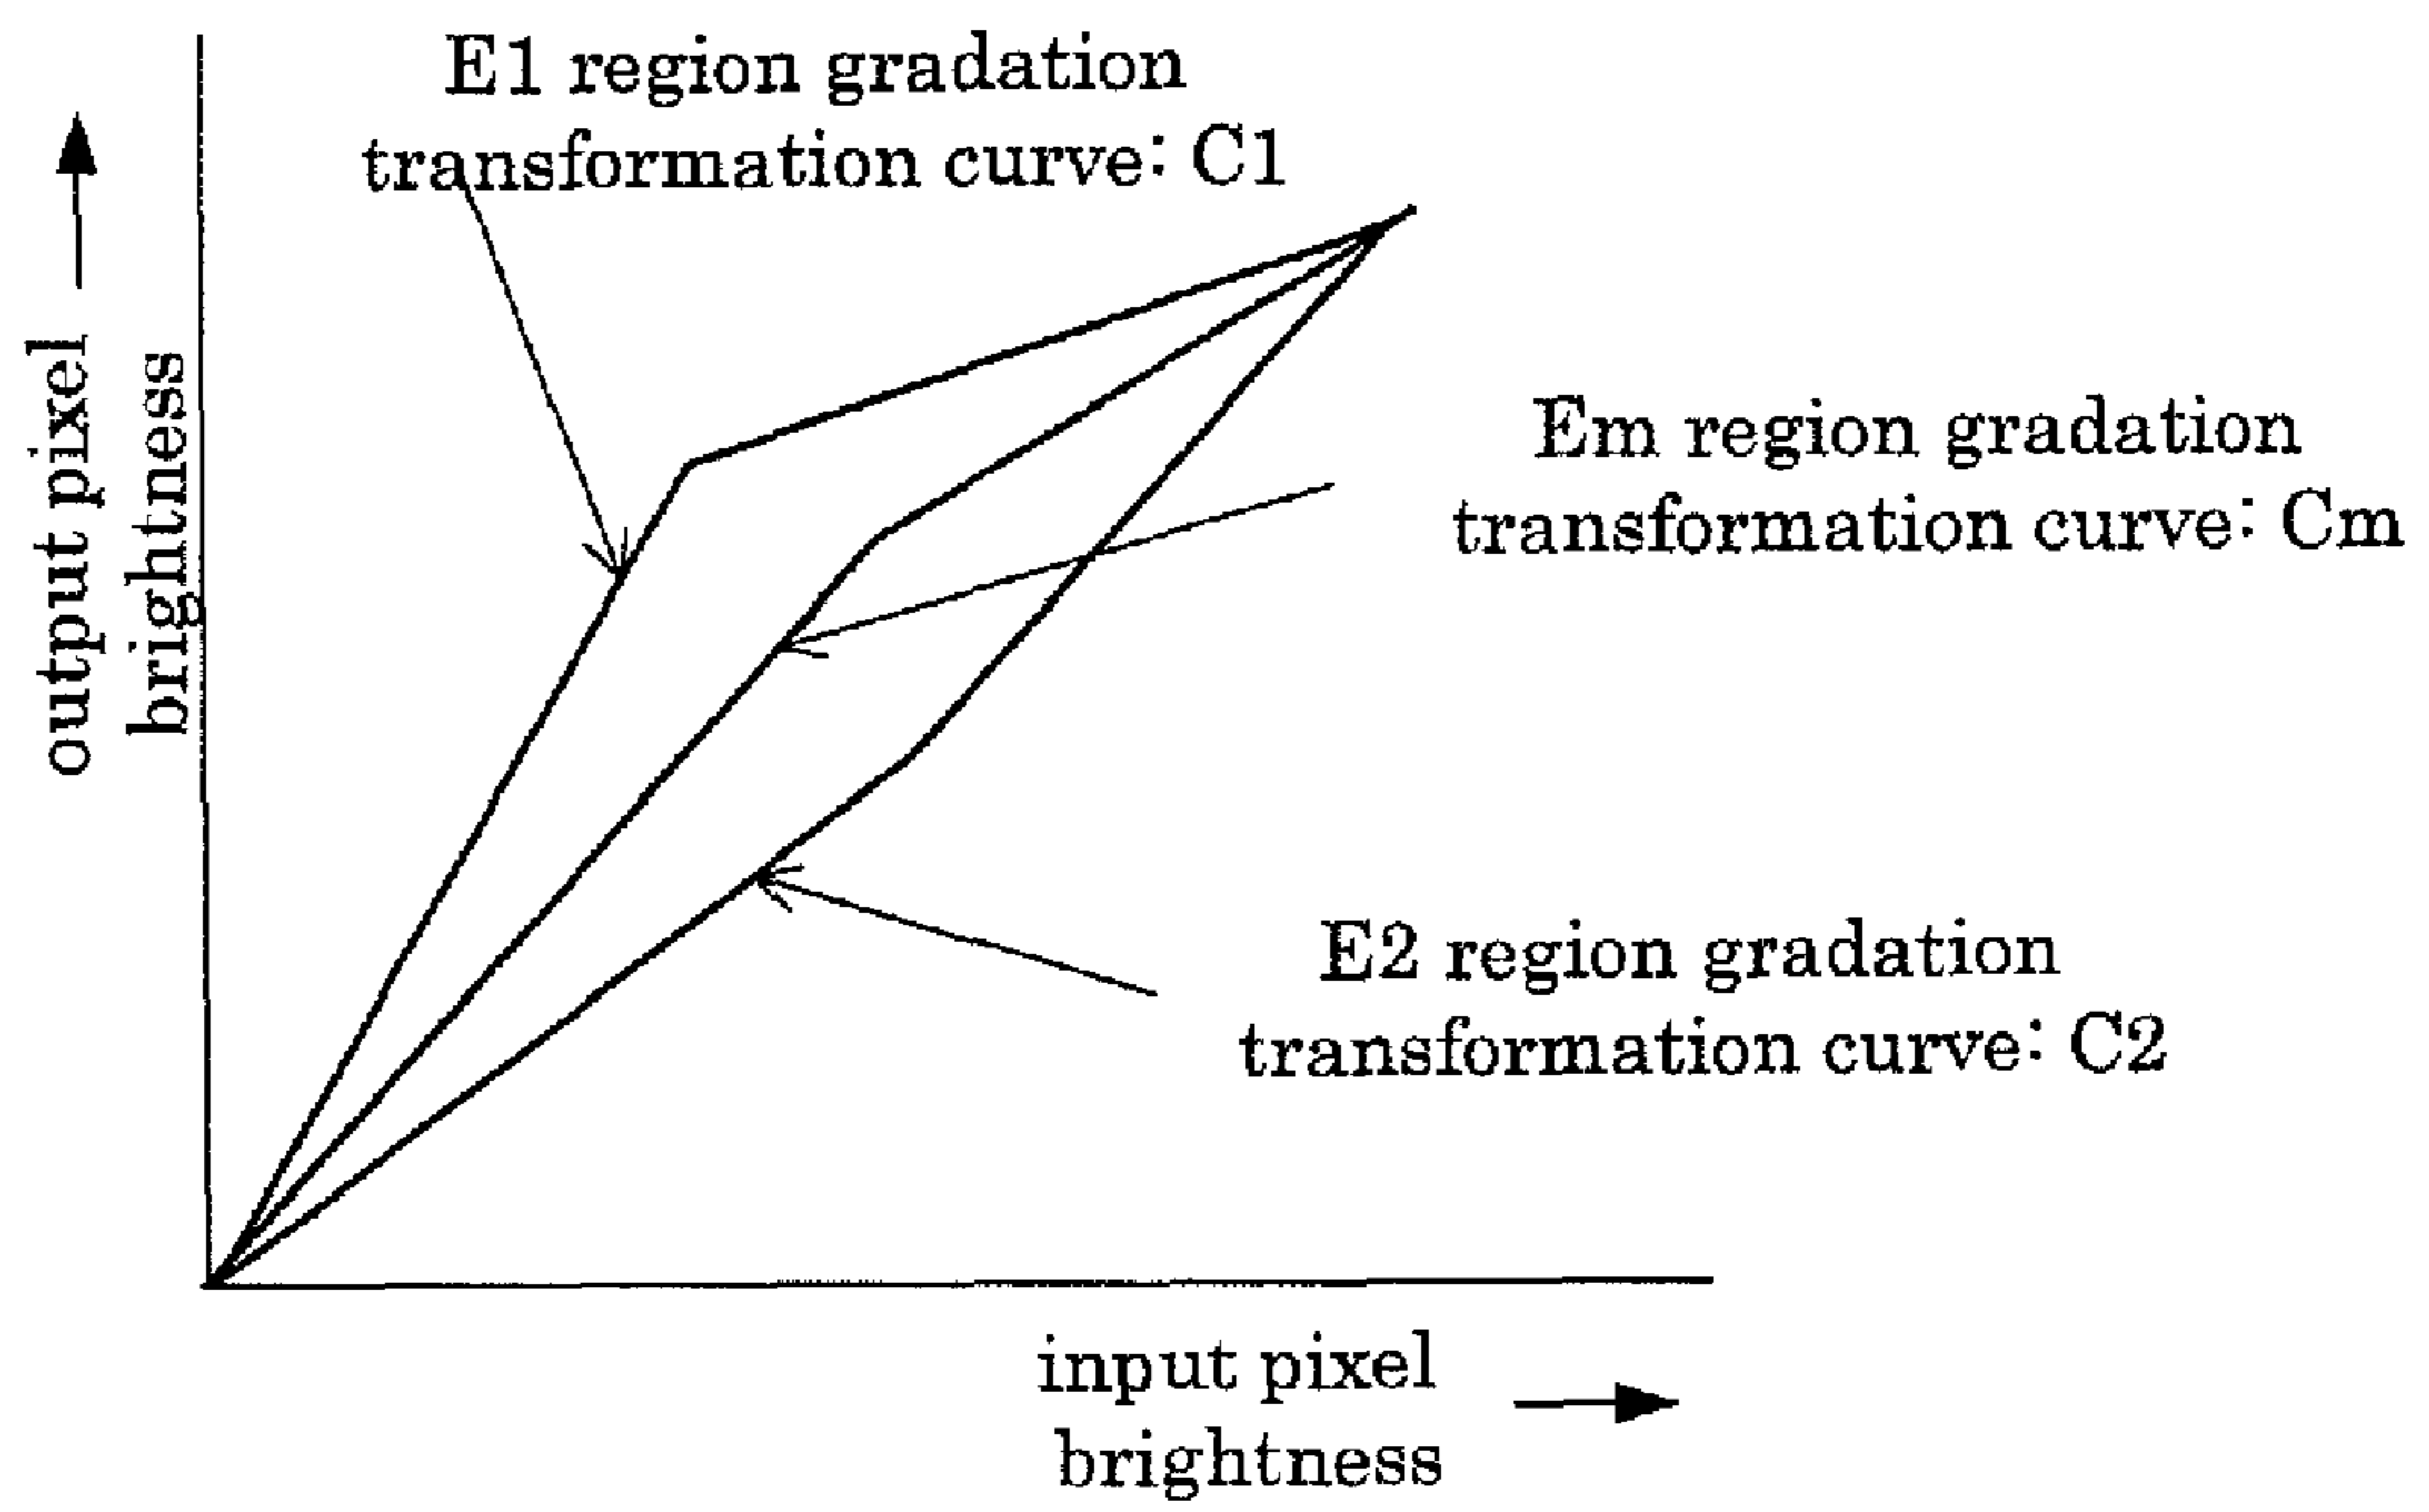 E1 region gradation
transformation curve: C1
output pixel
brightness
Em region gradation
transformation curve: Cm
E2 region gradation
transformation curve: C2
input pixel
brightness